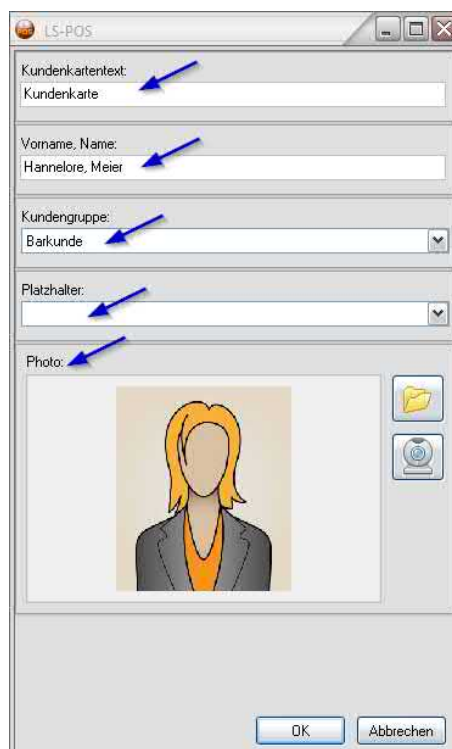 LS-POS
Kundenkartentext:
Kundenkarte
Vorname, Name:
Hannelore, Meier
Kundengruppe:
Barkunde
Platzhalter:
Photo:
OK
Abbrechen